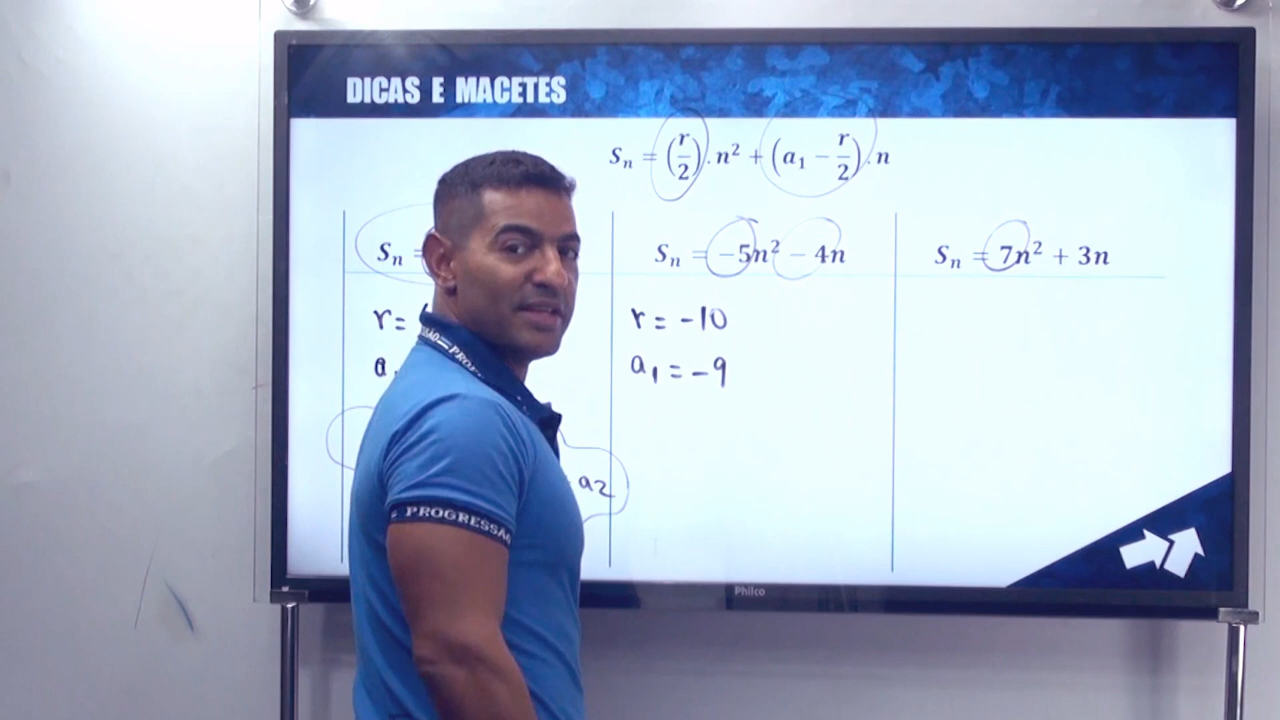 DICAS E MACETES
Sₙ = (r/2).n² + (a₁ − r/2).n
Sₙ =
Sₙ = −5n² − 4n
Sₙ = 7n² + 3n
r =
r = −10
a
a₁ = −9
a₂
PROGRESSÃO
Philco